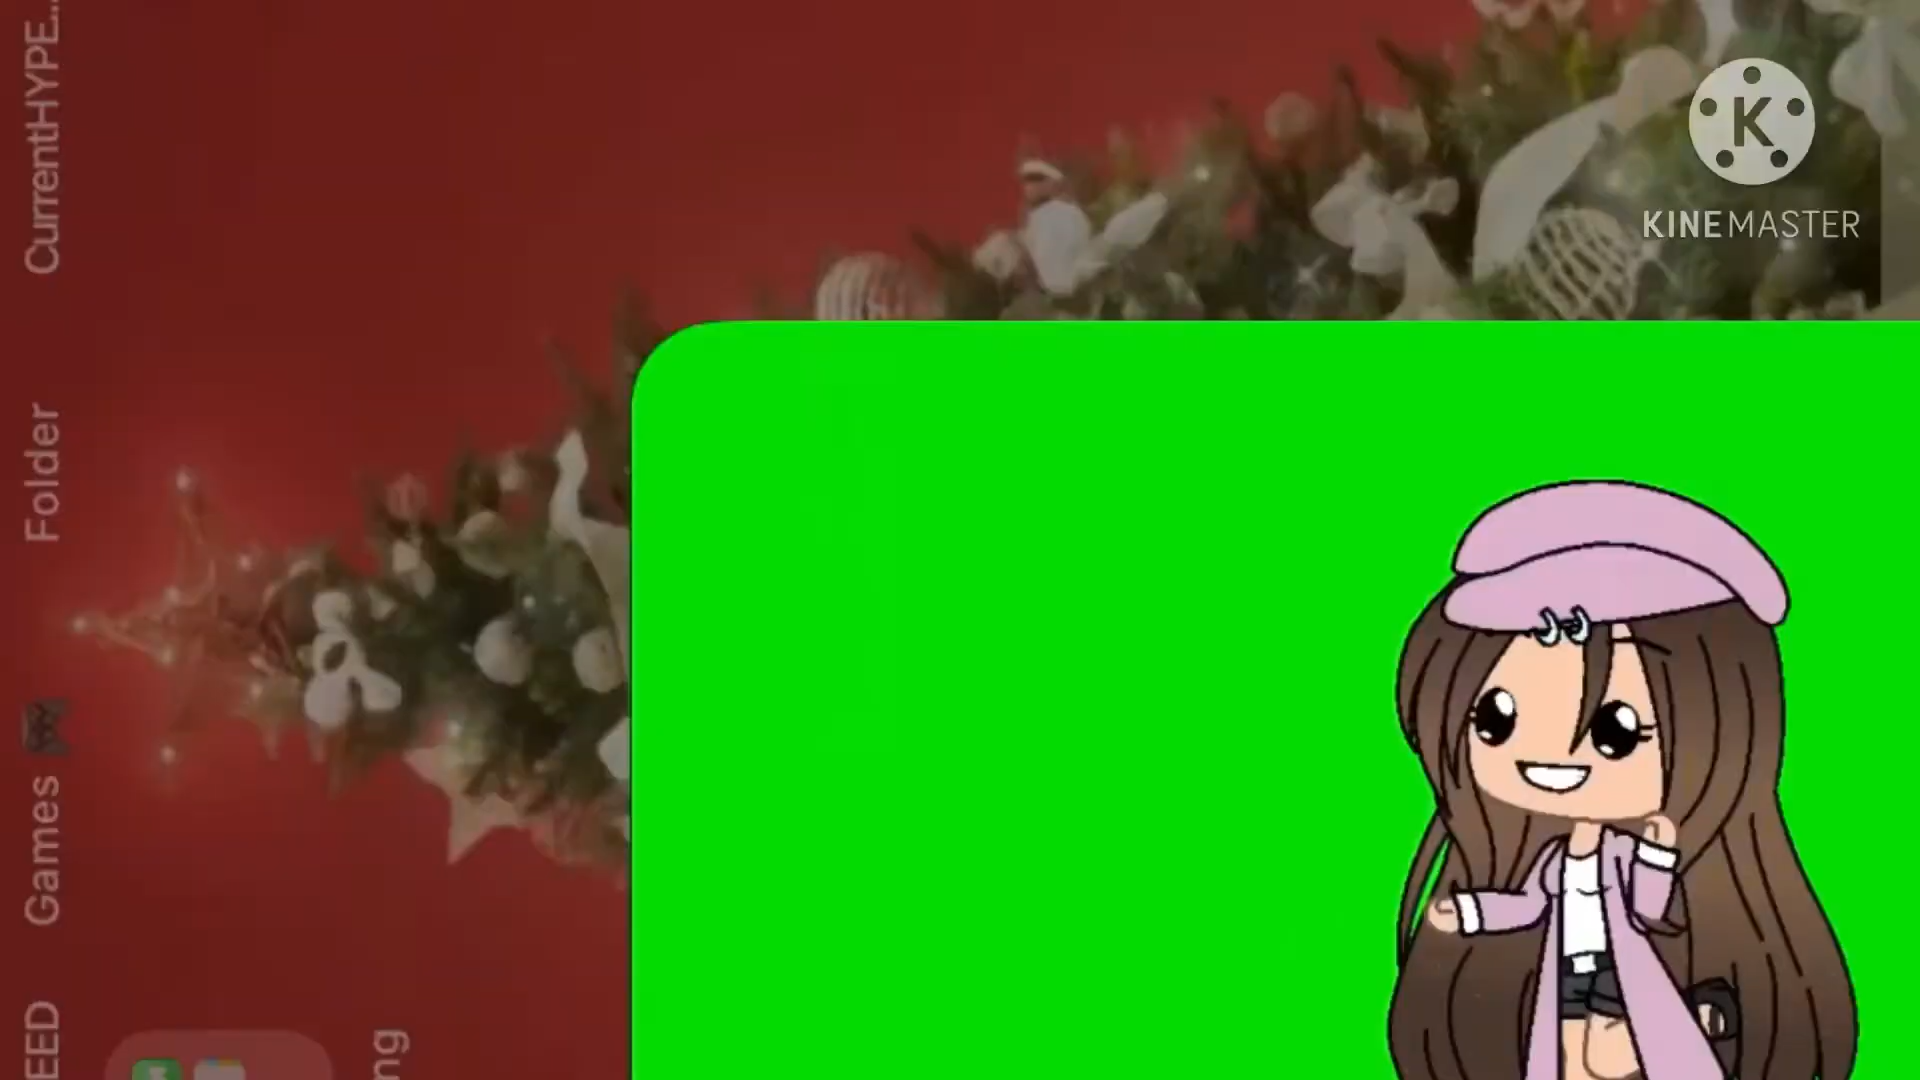 CurrentHYPE...
Folder
Games 🎮
EED
ng
K
KINEMASTER